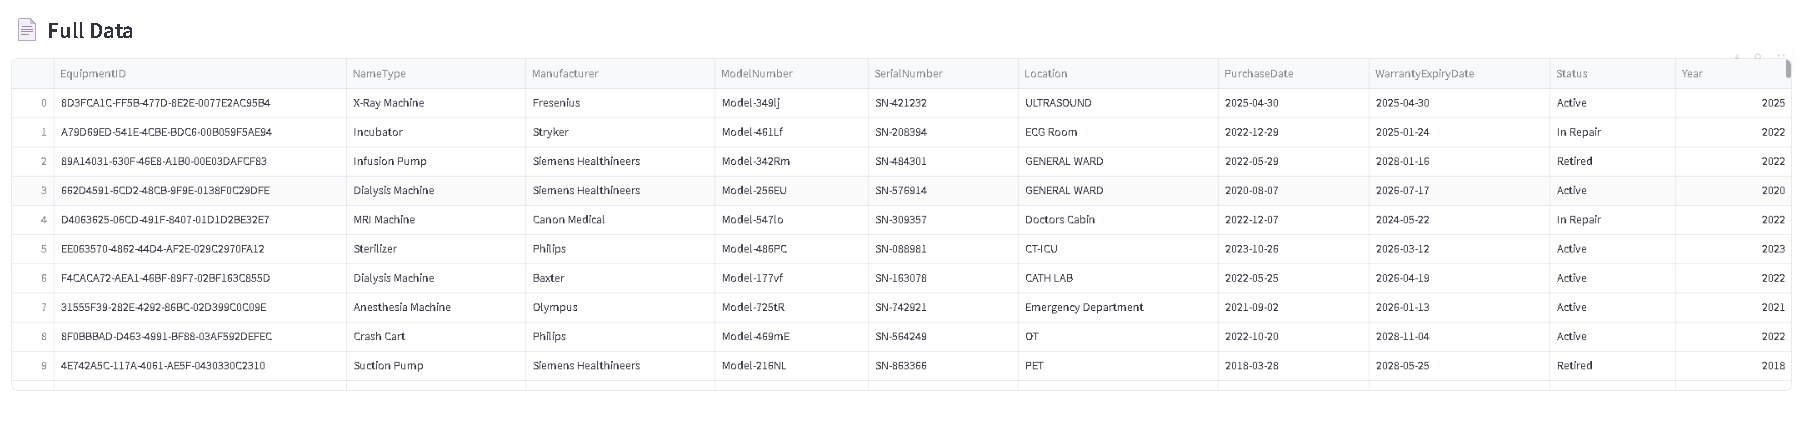 Full Data
EquipmentID NameType Manufacturer ModelNumber SerialNumber Location PurchaseDate WarrantyExpiryDate Status Year
0 8D3FCA1C-FF5B-477D-8E2E-0077E2AC95B4 X-Ray Machine Fresenius Model-349lj SN-421232 ULTRASOUND 2025-04-30 2025-04-30 Active 2025
1 A79D69ED-541E-4CBE-BDC6-00B059F5AE94 Incubator Stryker Model-461Lf SN-208394 ECG Room 2022-12-29 2025-01-24 In Repair 2022
2 89A14031-630F-46E8-A1B0-00E03DAFCF83 Infusion Pump Siemens Healthineers Model-342Rm SN-484301 GENERAL WARD 2022-05-29 2028-01-16 Retired 2022
3 662D4591-6CD2-48CB-9F9E-0138F0C29DFE Dialysis Machine Siemens Healthineers Model-256EU SN-576914 GENERAL WARD 2020-08-07 2026-07-17 Active 2020
4 D4063625-06CD-491F-8407-01D1D2BE32E7 MRI Machine Canon Medical Model-547lo SN-309357 Doctors Cabin 2022-12-07 2024-05-22 In Repair 2022
5 EE063570-4862-44D4-AF2E-029C2970FA12 Sterilizer Philips Model-486PC SN-088981 CT-ICU 2023-10-26 2026-03-12 Active 2023
6 F4CACA72-AEA1-46BF-89F7-02BF163C855D Dialysis Machine Baxter Model-177vf SN-163078 CATH LAB 2022-05-25 2026-04-19 Active 2022
7 31555F39-282E-4292-86BC-02D399C0C09E Anesthesia Machine Olympus Model-725tR SN-742921 Emergency Department 2021-09-02 2026-01-13 Active 2021
8 8F0BBBAD-D463-4991-BF88-03AF592DEFEC Crash Cart Philips Model-469mE SN-564249 OT 2022-10-20 2028-11-04 Active 2022
9 4E742A5C-117A-4061-AE5F-0430330C2310 Suction Pump Siemens Healthineers Model-216NL SN-863366 PET 2018-03-28 2028-05-25 Retired 2018